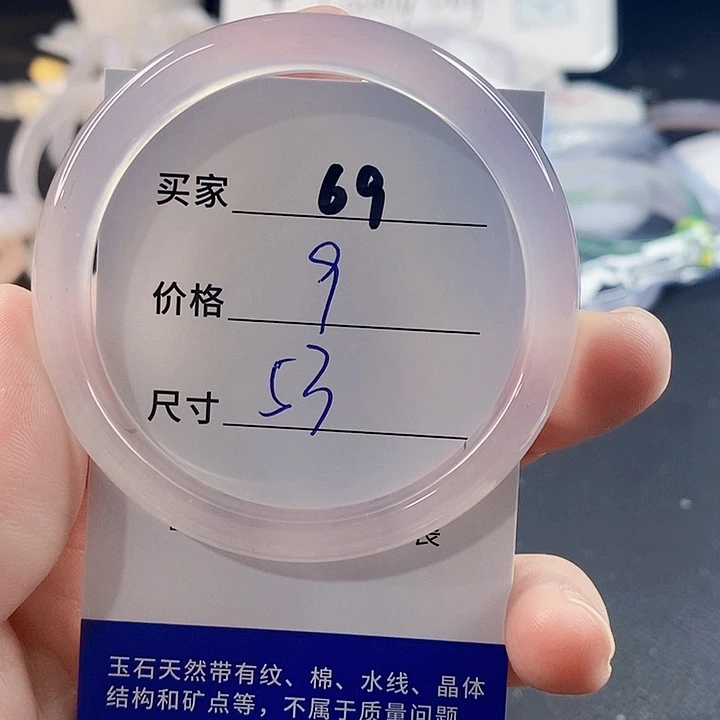 买家 69
价格 9
尺寸 53
玉石天然带有纹、棉、水线、晶体
结构和矿点等，不属于质量问题